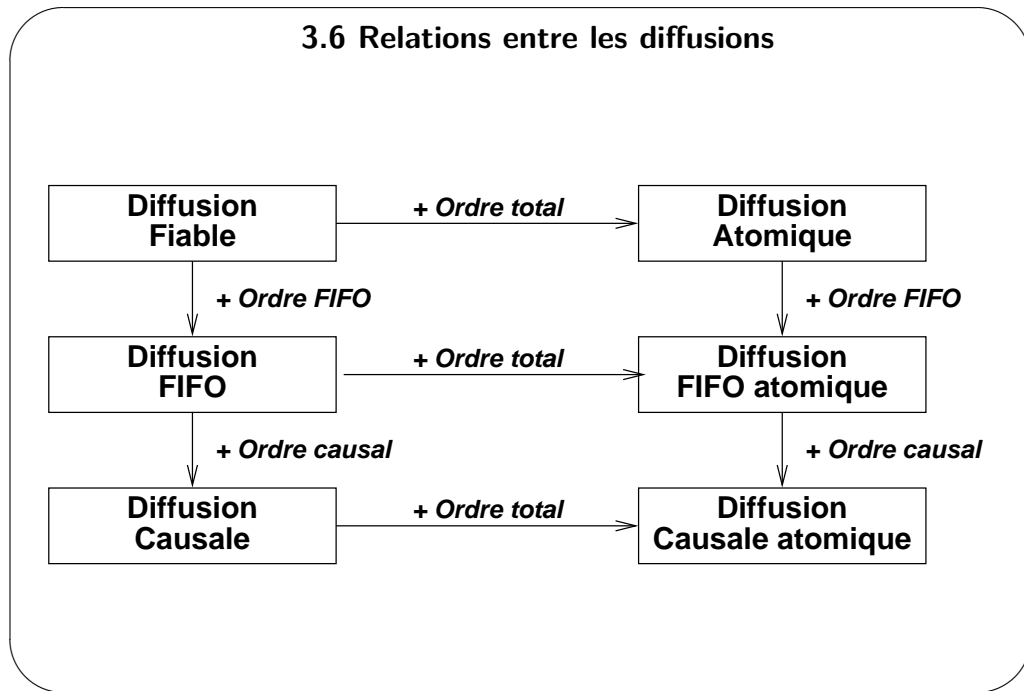 3.6 Relations entre les diffusions
Diffusion
Fiable
+ Ordre total
Diffusion
Atomique
+ Ordre FIFO
+ Ordre FIFO
Diffusion
FIFO
+ Ordre total
Diffusion
FIFO atomique
+ Ordre causal
+ Ordre causal
Diffusion
Causale
+ Ordre total
Diffusion
Causale atomique